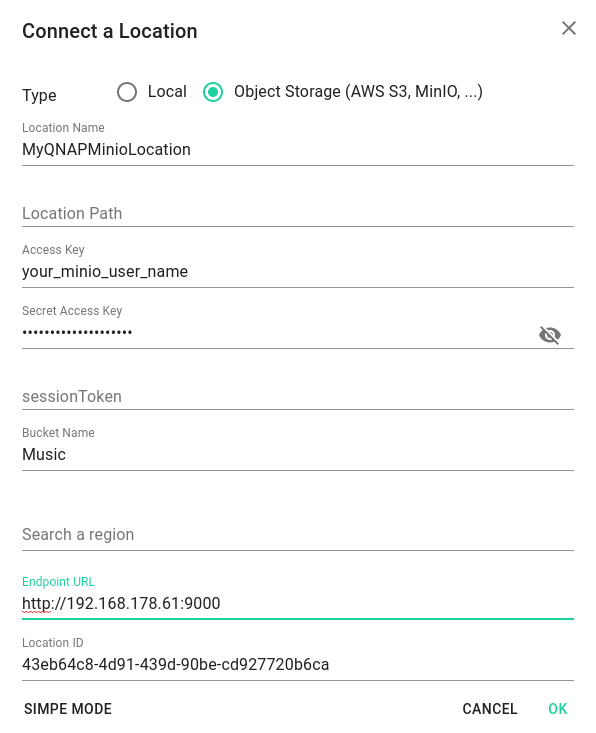 Connect a Location
Type Local Object Storage (AWS S3, MinIO, ...)
Location Name
MyQNAPMinioLocation
Location Path
Access Key
your_minio_user_name
Secret Access Key
••••••••••••••••••••
sessionToken
Bucket Name
Music
Search a region
Endpoint URL
http://192.168.178.61:9000
Location ID
43eb64c8-4d91-439d-90be-cd927720b6ca
SIMPE MODE CANCEL OK